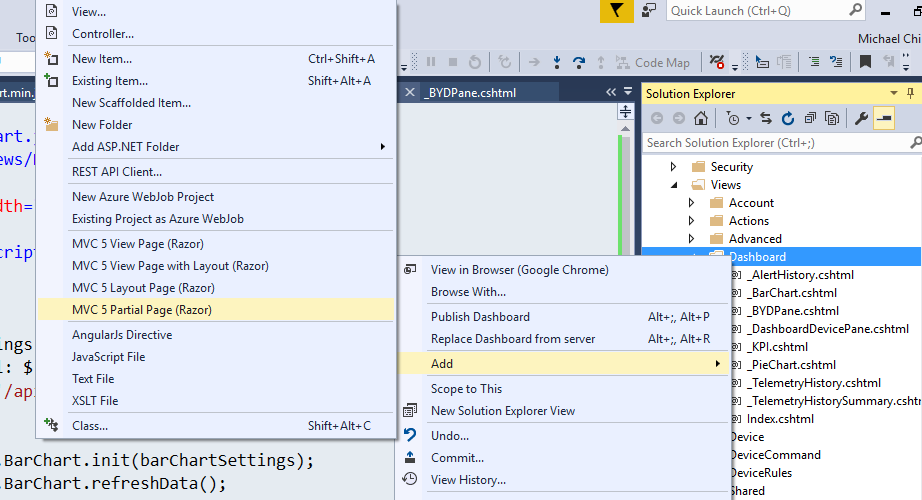 View...
Controller...
New Item... Ctrl+Shift+A
Existing Item... Shift+Alt+A
New Scaffolded Item...
New Folder
Add ASP.NET Folder
REST API Client...
New Azure WebJob Project
Existing Project as Azure WebJob
MVC 5 View Page (Razor)
MVC 5 View Page with Layout (Razor)
MVC 5 Layout Page (Razor)
MVC 5 Partial Page (Razor)
AngularJs Directive
JavaScript File
Text File
XSLT File
Class... Shift+Alt+C
Too
rt.min.
art.
ews/
dth=
cript
ings
l: $
'/api
.BarChart.init(barChartSettings);
.BarChart.refreshData();
Quick Launch (Ctrl+Q)
Michael Chi
Code Map
_BYDPane.cshtml
View in Browser (Google Chrome)
Browse With...
Publish Dashboard Alt+;, Alt+P
Replace Dashboard from server Alt+;, Alt+R
Add
Scope to This
New Solution Explorer View
Undo...
Commit...
View History...
Solution Explorer
Search Solution Explorer (Ctrl+;)
Security
Views
Account
Actions
Advanced
Dashboard
_AlertHistory.cshtml
_BarChart.cshtml
_BYDPane.cshtml
_DashboardDevicePane.cshtml
_KPI.cshtml
_PieChart.cshtml
_TelemetryHistory.cshtml
_TelemetryHistorySummary.cshtm
Index.cshtml
Device
DeviceCommand
DeviceRules
Shared